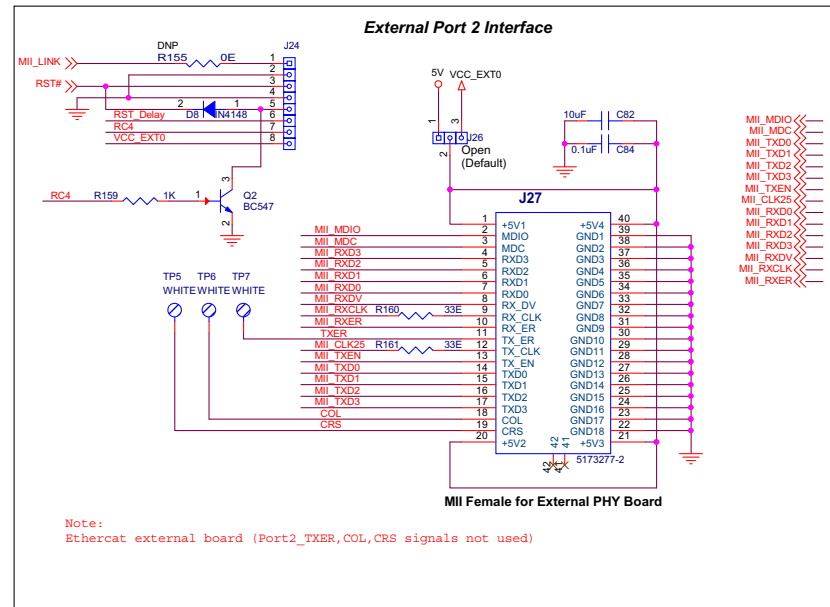 External Port 2 Interface
DNP
J24
MII_LINK
R155
0E
1
2
RST#
3
4
2
D8
1
IN4148
5
RST_Delay
6
RC4
7
VCC_EXT0
8
5V
VCC_EXT0
1
3
J26
2
Open
(Default)
10uF
C82
0.1uF
C84
MII_MDIO
MII_MDC
MII_TXD0
MII_TXD1
MII_TXD2
MII_TXD3
MII_TXEN
MII_CLK25
MII_RXD0
MII_RXD1
MII_RXD2
MII_RXD3
MII_RXDV
MII_RXCLK
MII_RXER
RC4
R159
1K
1
3
Q2
BC547
2
J27
1
+5V1
+5V4
40
MII_MDIO
2
MDIO
GND1
39
MII_MDC
3
MDC
GND2
38
MII_RXD3
4
RXD3
GND3
37
MII_RXD2
5
RXD2
GND4
36
MII_RXD1
6
RXD1
GND5
35
MII_RXD0
7
RXD0
GND6
34
MII_RXDV
8
RX_DV
GND7
33
MII_RXCLK
R160
33E
9
RX_CLK
GND8
32
MII_RXER
10
RX_ER
GND9
31
TXER
11
TX_ER
GND10
30
MII_CLK25
R161
33E
12
TX_CLK
GND11
29
MII_TXEN
13
TX_EN
GND12
28
MII_TXD0
14
TXD0
GND13
27
MII_TXD1
15
TXD1
GND14
26
MII_TXD2
16
TXD2
GND15
25
MII_TXD3
17
TXD3
GND16
24
COL
18
COL
GND17
23
CRS
19
CRS
GND18
22
20
+5V2
+5V3
21
42
41
42
41
5173277-2
TP5
WHITE
TP6
WHITE
TP7
WHITE
MII Female for External PHY Board
Note:
Ethercat external board (Port2_TXER,COL,CRS signals not used)